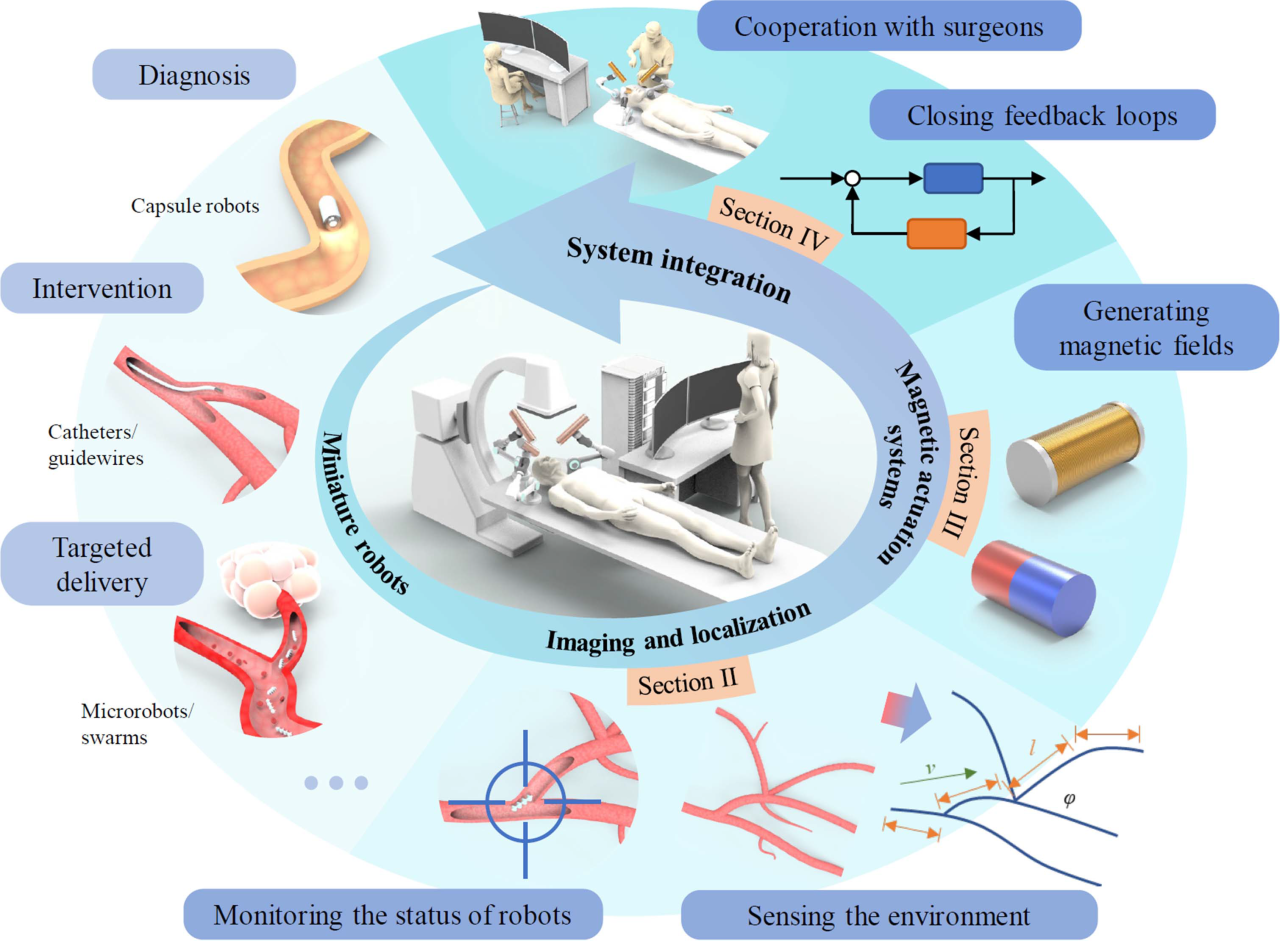 Cooperation with surgeons
Diagnosis
Closing feedback loops
Capsule robots
Section IV
System integration
Intervention
Generating
magnetic fields
Catheters/
guidewires
Miniature robots
Magnetic actuation
systems
Section III
Targeted
delivery
Imaging and localization
Section II
Microrobots/
swarms
v
l
φ
Monitoring the status of robots
Sensing the environment